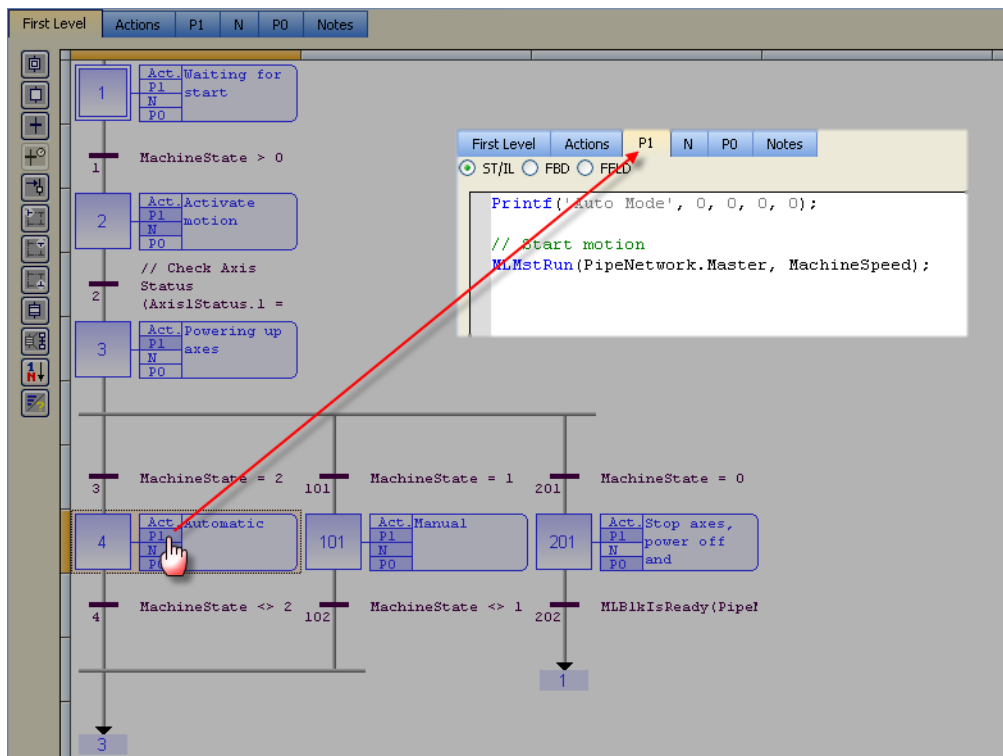 First Level Actions P1 N P0 Notes
1
Act. Waiting for
P1 start
N
P0
1 MachineState > 0
2
Act. Activate
P1 motion
N
P0
// Check Axis
Status
2 (Axis1Status.1 =
3
Act. Powering up
P1 axes
N
P0
First Level Actions P1 N P0 Notes
ST/IL FBD FFLD
Printf('Auto Mode', 0, 0, 0, 0);
// Start motion
MLMstRun(PipeNetwork.Master, MachineSpeed);
3 MachineState = 2
101 MachineState = 1
201 MachineState = 0
4
Act. Automatic
P1
N
P0
101
Act. Manual
P1
N
P0
201
Act. Stop axes,
P1 power off
N and
P0
4 MachineState <> 2
102 MachineState <> 1
202 MLBlkIsReady(PipeN
1
3